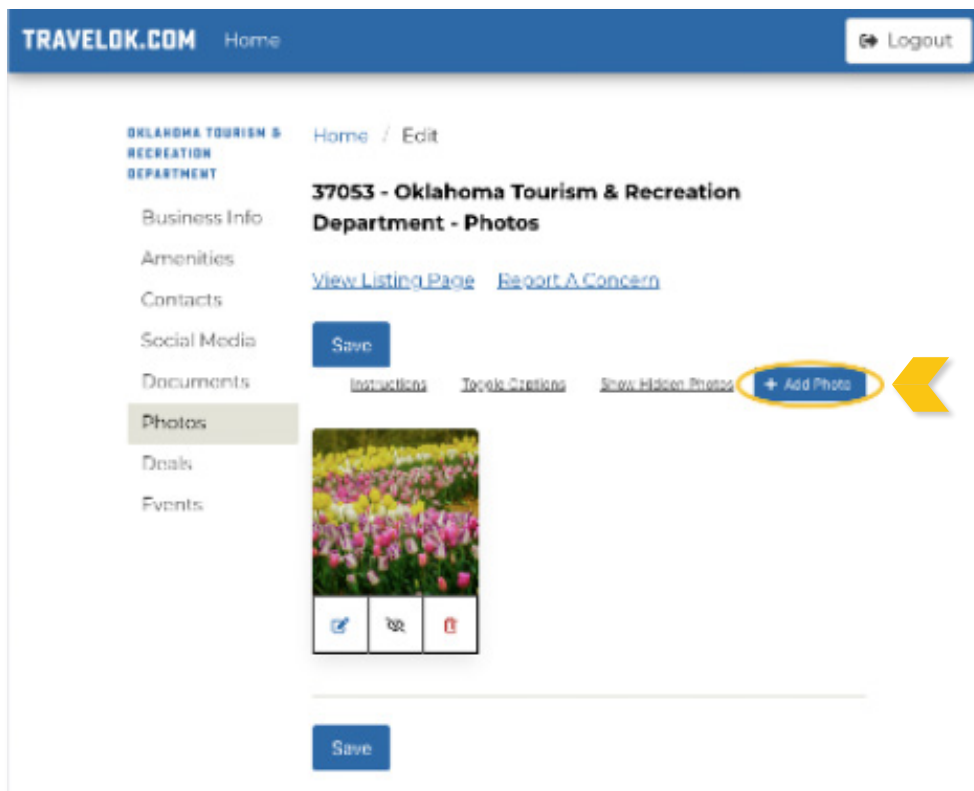 TRAVELOK.COM Home
Logout
OKLAHOMA TOURISM &
RECREATION
DEPARTMENT
Business Info
Amenities
Contacts
Social Media
Documents
Photos
Deals
Events
Home / Edit
37053 - Oklahoma Tourism & Recreation
Department - Photos
View Listing Page Report A Concern
Save
Instructions Toggle Captions Show Hidden Photos + Add Photo
Save